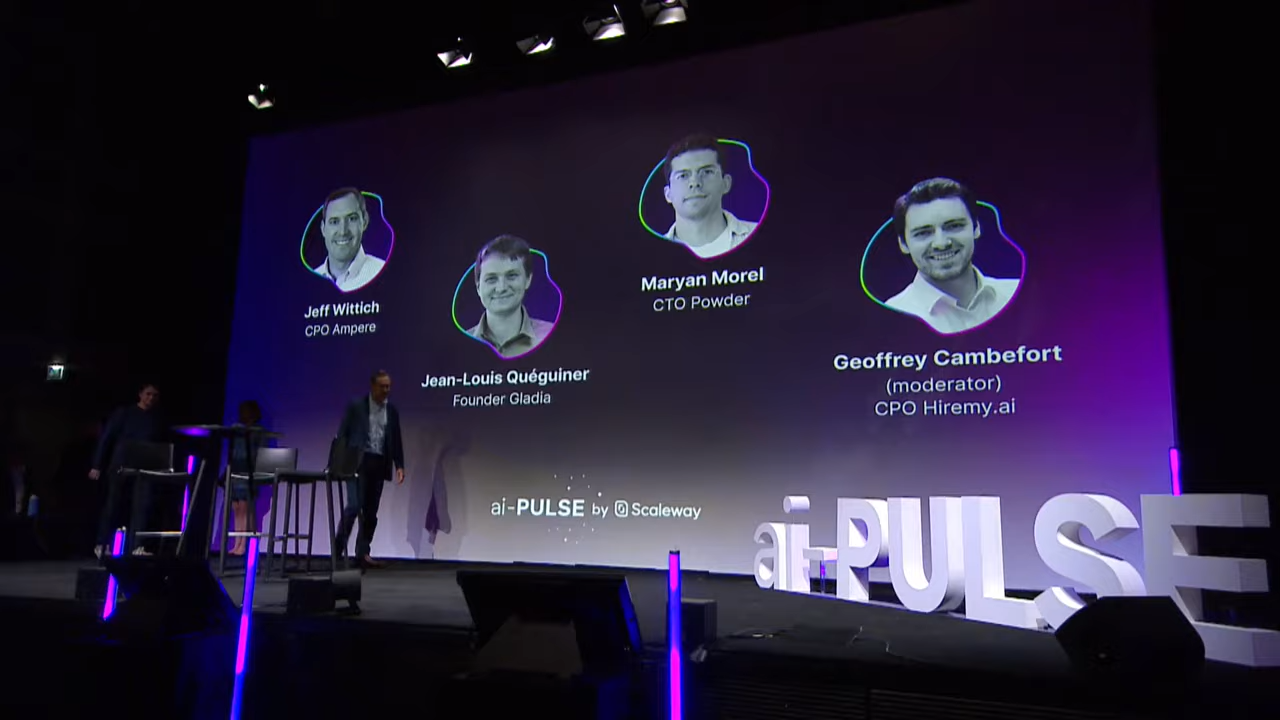 Jeff Wittich
CPO Ampere
Jean-Louis Quéguiner
Founder Gladia
Maryan Morel
CTO Powder
Geoffrey Cambefort
(moderator)
CPO Hiremy.ai
ai-PULSE by Scaleway
ai-PULSE